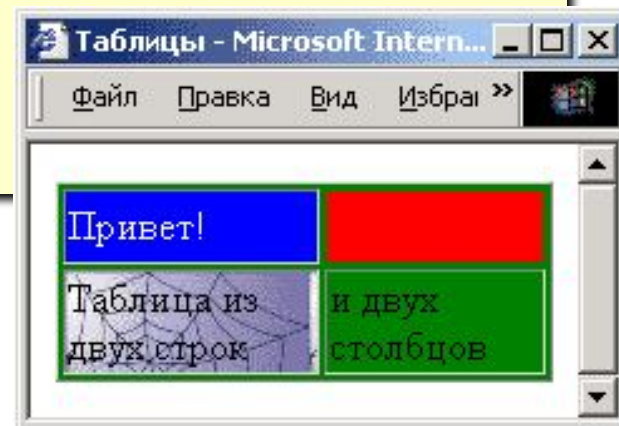 Таблицы - Microsoft Intern...
Файл Правка Вид Избра »
Привет!
Таблица из
двух строк
и двух
столбцов